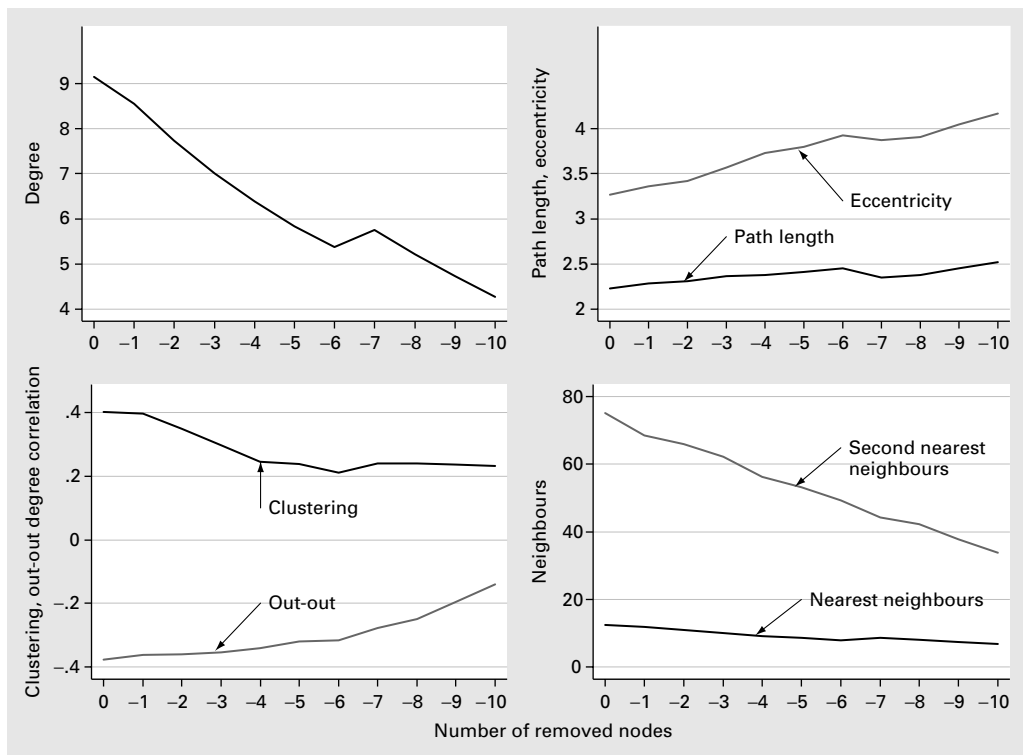 Degree
9
8
7
6
5
4
0 –1 –2 –3 –4 –5 –6 –7 –8 –9 –10
Path length, eccentricity
4
3.5
3
2.5
2
Eccentricity
Path length
0 –1 –2 –3 –4 –5 –6 –7 –8 –9 –10
Clustering, out-out degree correlation
.4
.2
0
–.2
–.4
Clustering
Out-out
0 –1 –2 –3 –4 –5 –6 –7 –8 –9 –10
Neighbours
80
60
40
20
0
Second nearest
neighbours
Nearest neighbours
0 –1 –2 –3 –4 –5 –6 –7 –8 –9 –10
Number of removed nodes